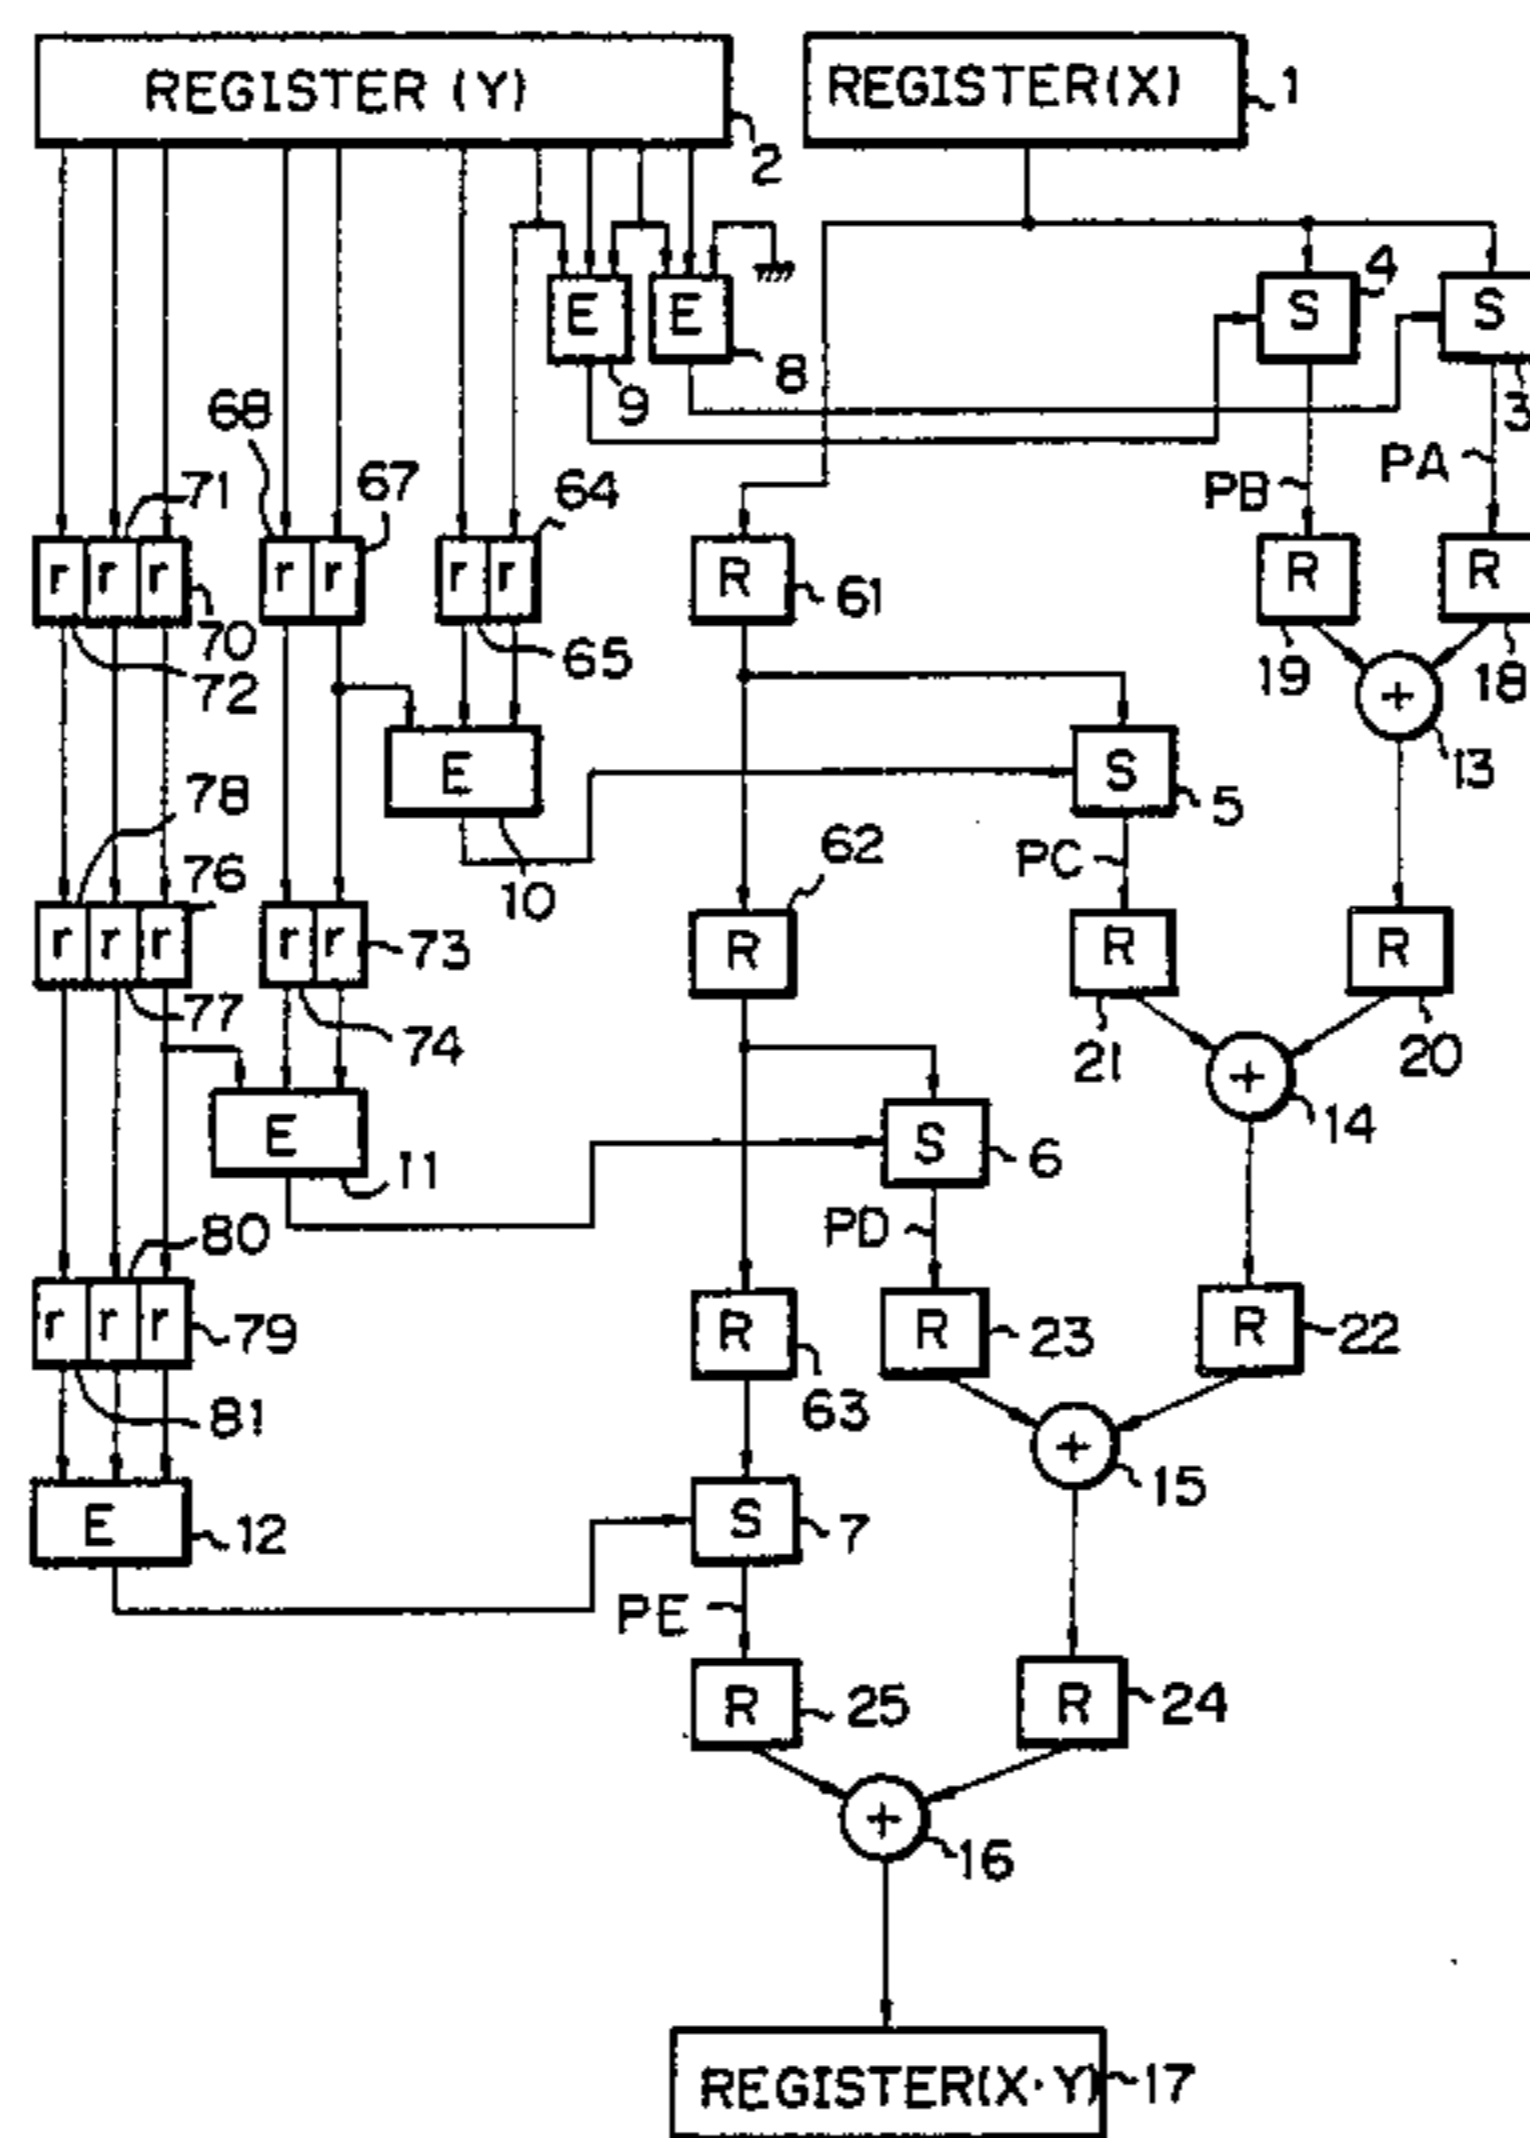 REGISTER (Y)
REGISTER(X)
1
2
4
S
S
E
E
3
8
9
68
PA
PB
71
67
64
r r r
r r
r r
R
R
R
61
70
65
19
18
72
+
E
S
13
78
5
62
PC
76
10
r r r
r r
73
R
R
R
77
74
21
20
+
14
E
S
6
11
PD
80
r r r
79
R
R
23
R
22
63
81
+
15
E
12
S
7
PE
R
25
R
24
+
16
REGISTER(X·Y)
17